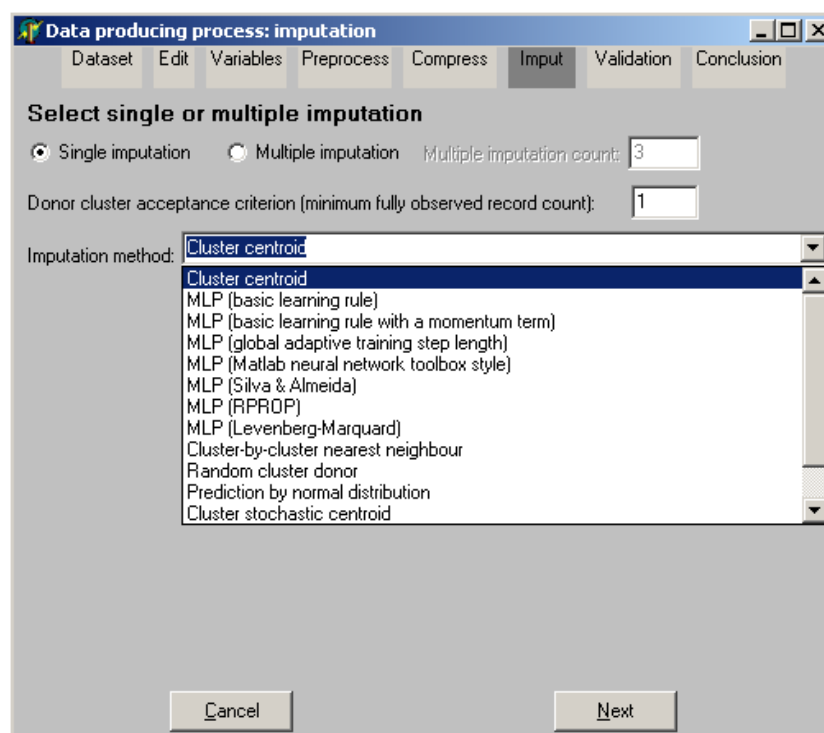 Data producing process: imputation
Dataset Edit Variables Preprocess Compress Imput Validation Conclusion
Select single or multiple imputation
Single imputation Multiple imputation Multiple imputation count: 3
Donor cluster acceptance criterion (minimum fully observed record count): 1
Imputation method: Cluster centroid
Cluster centroid
MLP (basic learning rule)
MLP (basic learning rule with a momentum term)
MLP (global adaptive training step length)
MLP (Matlab neural network toolbox style)
MLP (Silva & Almeida)
MLP (RPROP)
MLP (Levenberg-Marquard)
Cluster-by-cluster nearest neighbour
Random cluster donor
Prediction by normal distribution
Cluster stochastic centroid
Cancel Next